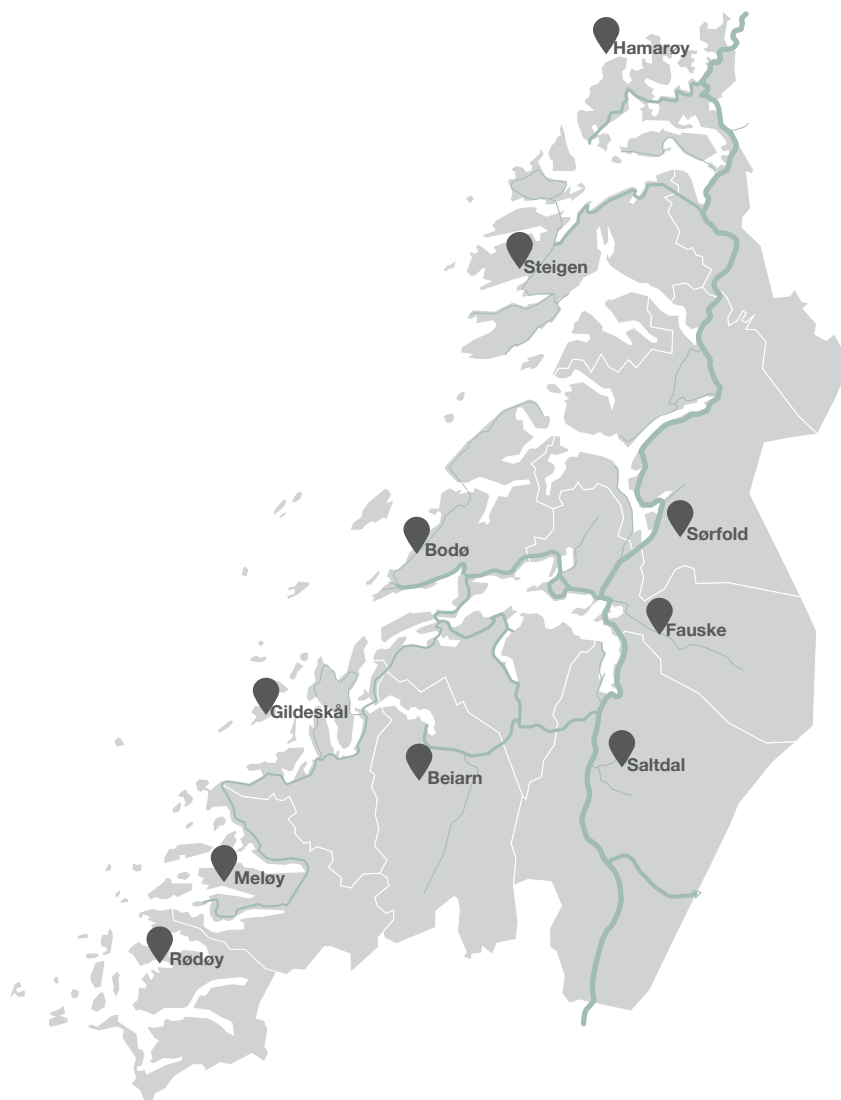 Hamarøy
Steigen
Sørfold
Bodø
Fauske
Gildeskål
Saltdal
Beiarn
Meløy
Rødøy